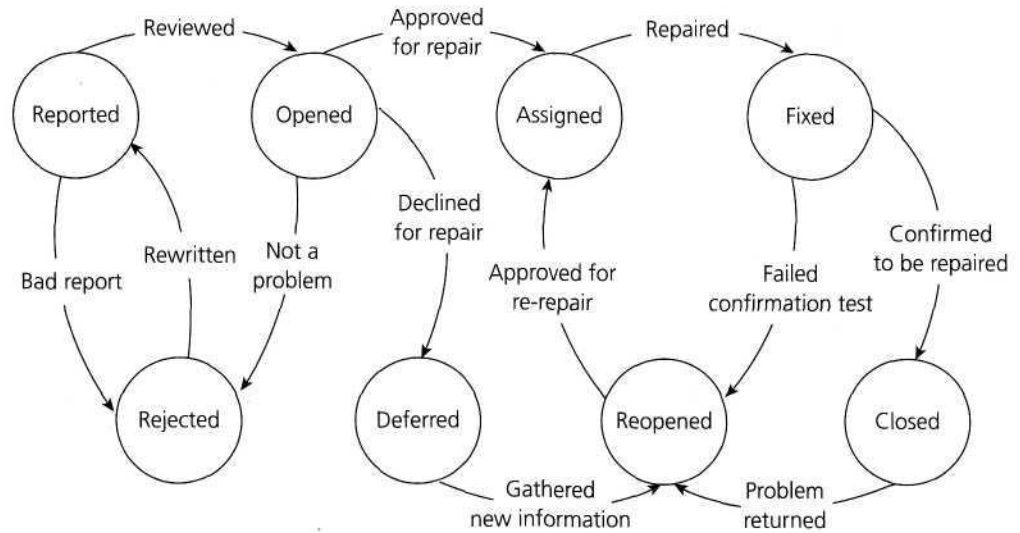 Reviewed
Approved
for repair
Repaired
Reported
Opened
Assigned
Fixed
Declined
for repair
Bad report
Rewritten
Not a
problem
Approved for
re-repair
Failed
confirmation test
Confirmed
to be repaired
Rejected
Deferred
Reopened
Closed
Gathered
new information
Problem
returned